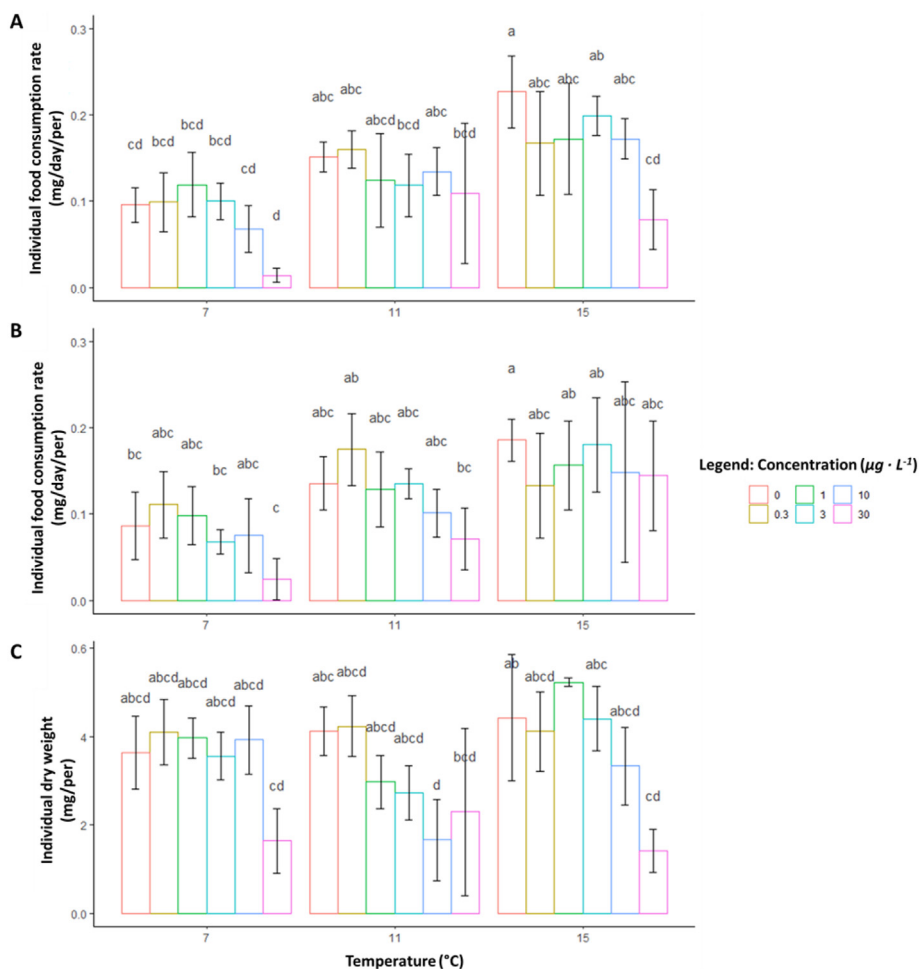 A
Individual food consumption rate
(mg/day/per)
0.3
0.2
0.1
0.0
cd
bcd
bcd
bcd
cd
d
abc
abc
abcd
bcd
abc
bcd
a
abc
abc
ab
abc
cd
7
11
15
B
Individual food consumption rate
(mg/day/per)
0.3
0.2
0.1
0.0
bc
abc
abc
bc
abc
c
abc
ab
abc
abc
abc
bc
a
abc
ab
ab
abc
abc
7
11
15
Legend: Concentration (µg · L⁻¹)
0
1
10
0.3
3
30
C
Individual dry weight
(mg/per)
0.6
4
2
0.0
abcd
abcd
abcd
abcd
abcd
cd
abc
abcd
abcd
abcd
d
bcd
ab
abcd
a
abc
abcd
cd
7
11
15
Temperature (°C)